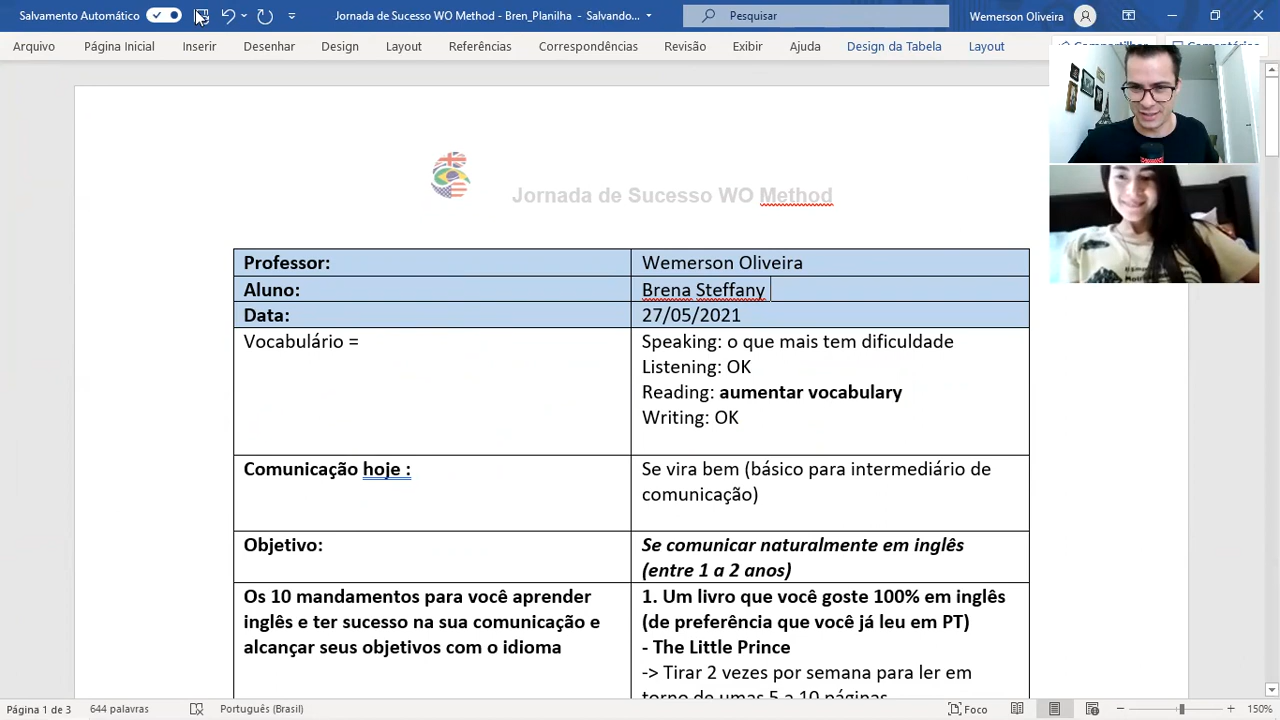 Salvamento Automático
Jornada de Sucesso WO Method - Bren_Planilha - Salvando...
Pesquisar
Wemerson Oliveira
Arquivo Página Inicial Inserir Desenhar Design Layout Referências Correspondências Revisão Exibir Ajuda Design da Tabela Layout
Jornada de Sucesso WO Method
Professor: Wemerson Oliveira
Aluno: Brena Steffany
Data: 27/05/2021
Vocabulário = Speaking: o que mais tem dificuldade
Listening: OK
Reading: aumentar vocabulary
Writing: OK
Comunicação hoje : Se vira bem (básico para intermediário de
comunicação)
Objetivo: Se comunicar naturalmente em inglês
(entre 1 a 2 anos)
Os 10 mandamentos para você aprender 1. Um livro que você goste 100% em inglês
inglês e ter sucesso na sua comunicação e (de preferência que você já leu em PT)
alcançar seus objetivos com o idioma - The Little Prince
-> Tirar 2 vezes por semana para ler em
torno de umas 5 a 10 páginas
Página 1 de 3 644 palavras Português (Brasil) Foco 150%